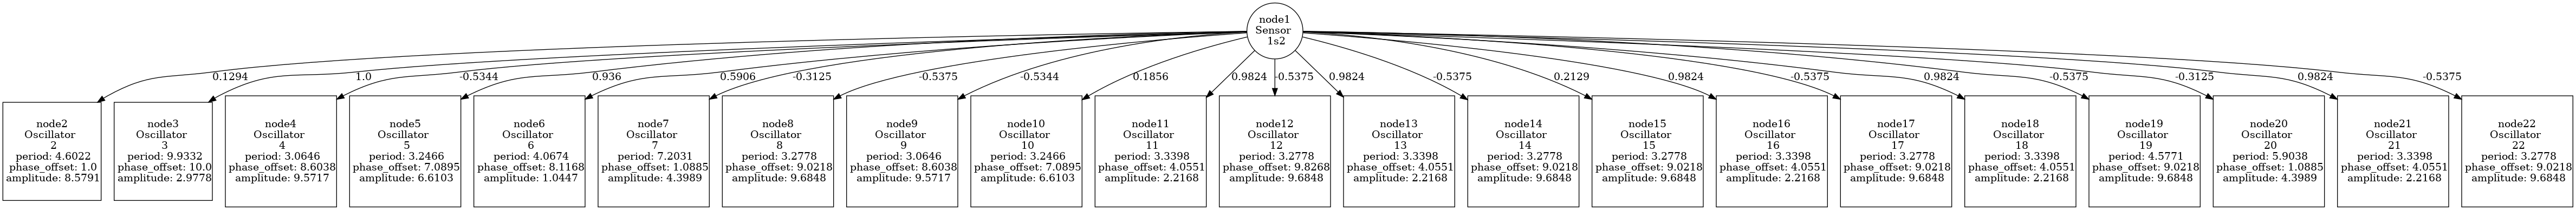 node1
Sensor
1s2
0.1294
1.0
-0.5344
0.936
0.5906
-0.3125
-0.5375
-0.5344
0.1856
0.9824
-0.5375
0.9824
-0.5375
0.2129
0.9824
-0.5375
0.9824
-0.5375
-0.3125
0.9824
-0.5375
node2
Oscillator
2
period: 4.6022
phase_offset: 1.0
amplitude: 8.5791
node3
Oscillator
3
period: 9.9332
phase_offset: 10.0
amplitude: 2.9778
node4
Oscillator
4
period: 3.0646
phase_offset: 8.6038
amplitude: 9.5717
node5
Oscillator
5
period: 3.2466
phase_offset: 7.0895
amplitude: 6.6103
node6
Oscillator
6
period: 4.0674
phase_offset: 8.1168
amplitude: 1.0447
node7
Oscillator
7
period: 7.2031
phase_offset: 1.0885
amplitude: 4.3989
node8
Oscillator
8
period: 3.2778
phase_offset: 9.0218
amplitude: 9.6848
node9
Oscillator
9
period: 3.0646
phase_offset: 8.6038
amplitude: 9.5717
node10
Oscillator
10
period: 3.2466
phase_offset: 7.0895
amplitude: 6.6103
node11
Oscillator
11
period: 3.3398
phase_offset: 4.0551
amplitude: 2.2168
node12
Oscillator
12
period: 3.2778
phase_offset: 9.8268
amplitude: 9.6848
node13
Oscillator
13
period: 3.3398
phase_offset: 4.0551
amplitude: 2.2168
node14
Oscillator
14
period: 3.2778
phase_offset: 9.0218
amplitude: 9.6848
node15
Oscillator
15
period: 3.2778
phase_offset: 9.0218
amplitude: 9.6848
node16
Oscillator
16
period: 3.3398
phase_offset: 4.0551
amplitude: 2.2168
node17
Oscillator
17
period: 3.2778
phase_offset: 9.0218
amplitude: 9.6848
node18
Oscillator
18
period: 3.3398
phase_offset: 4.0551
amplitude: 2.2168
node19
Oscillator
19
period: 4.5771
phase_offset: 9.0218
amplitude: 9.6848
node20
Oscillator
20
period: 5.9038
phase_offset: 1.0885
amplitude: 4.3989
node21
Oscillator
21
period: 3.3398
phase_offset: 4.0551
amplitude: 2.2168
node22
Oscillator
22
period: 3.2778
phase_offset: 9.0218
amplitude: 9.6848